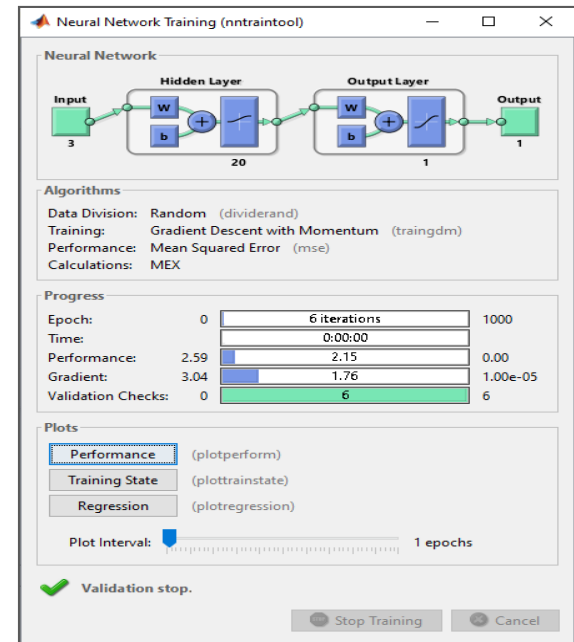 Neural Network Training (nntraintool)
Neural Network
Hidden Layer Output Layer
Input Output
W W
+ +
b b
3 20 1 1
Algorithms
Data Division: Random (dividerand)
Training: Gradient Descent with Momentum (traingdm)
Performance: Mean Squared Error (mse)
Calculations: MEX
Progress
Epoch: 0 6 iterations 1000
Time: 0:00:00
Performance: 2.59 2.15 0.00
Gradient: 3.04 1.76 1.00e-05
Validation Checks: 0 6 6
Plots
Performance (plotperform)
Training State (plottrainstate)
Regression (plotregression)
Plot Interval: 1 epochs
Validation stop.
Stop Training Cancel